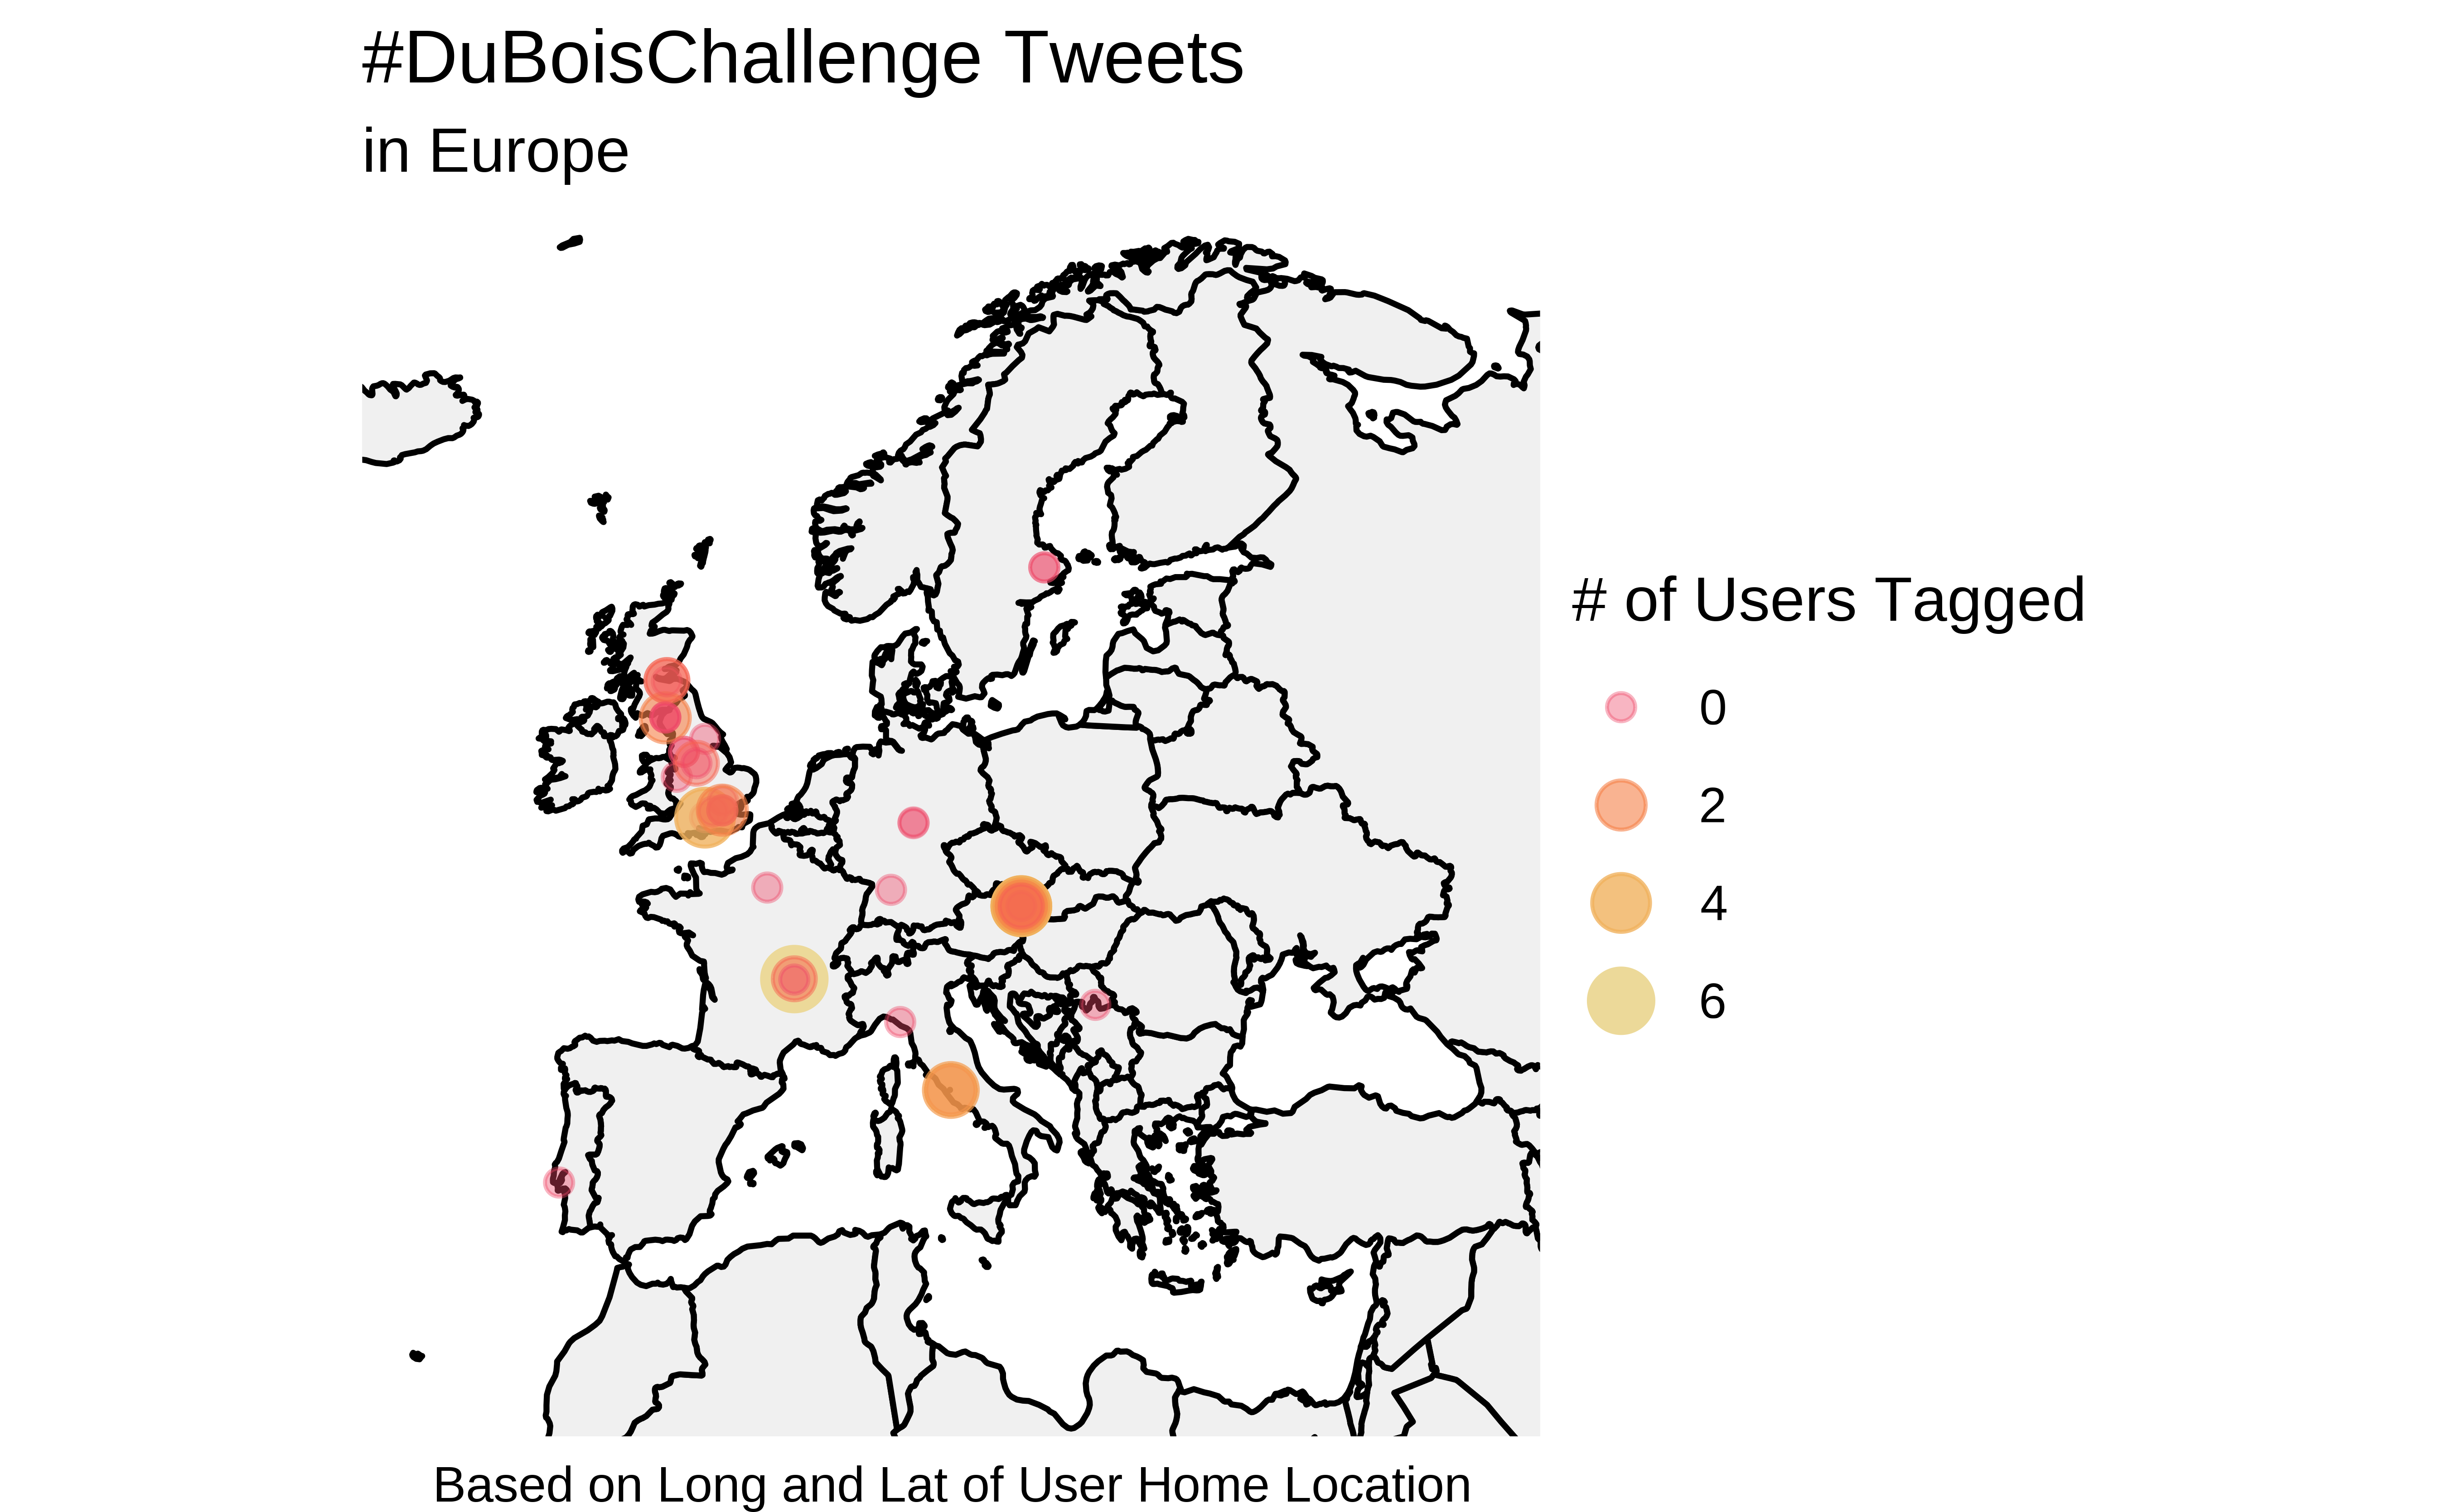 #DuBoisChallenge Tweets
in Europe
# of Users Tagged
0
2
4
6
Based on Long and Lat of User Home Location